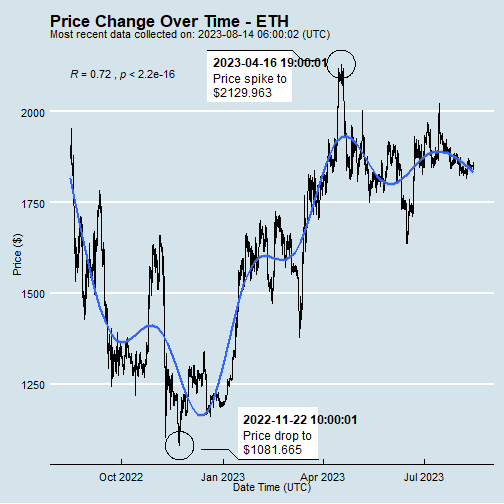 Price Change Over Time - ETH
Most recent data collected on: 2023-08-14 06:00:02 (UTC)
R = 0.72 , p < 2.2e-16
2023-04-16 19:00:01
Price spike to
$2129.963
2000
1750
1500
1250
Price ($)
2022-11-22 10:00:01
Price drop to
$1081.665
Oct 2022
Jan 2023
Apr 2023
Jul 2023
Date Time (UTC)